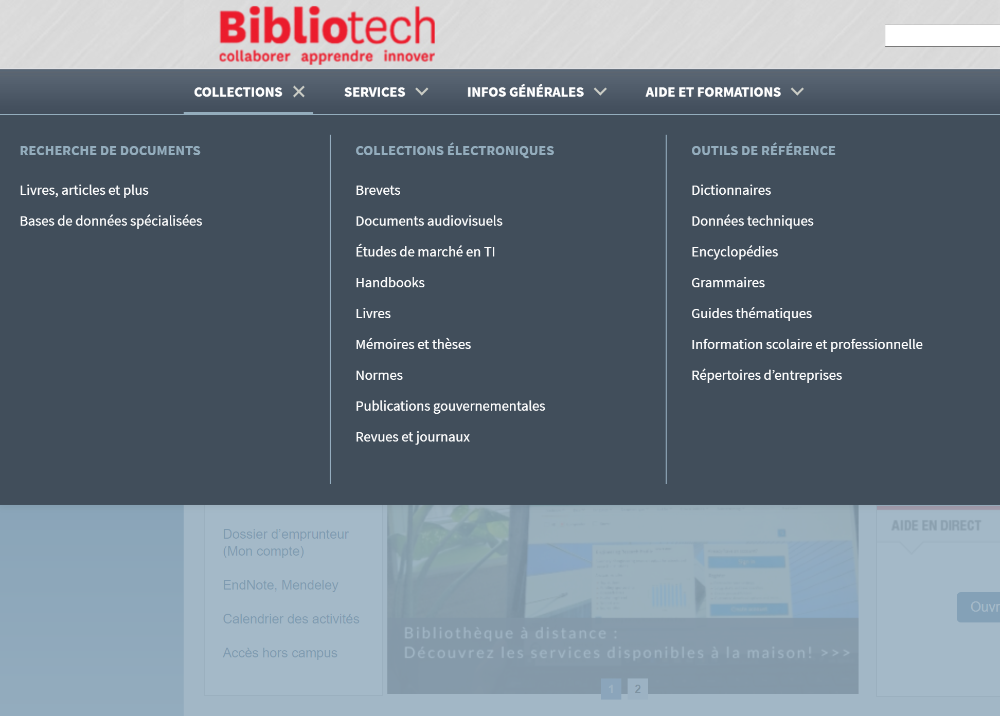 Bibliotech
collaborer apprendre innover
COLLECTIONS
SERVICES
INFOS GÉNÉRALES
AIDE ET FORMATIONS
RECHERCHE DE DOCUMENTS
Livres, articles et plus
Bases de données spécialisées
COLLECTIONS ÉLECTRONIQUES
Brevets
Documents audiovisuels
Études de marché en TI
Handbooks
Livres
Mémoires et thèses
Normes
Publications gouvernementales
Revues et journaux
OUTILS DE RÉFÉRENCE
Dictionnaires
Données techniques
Encyclopédies
Grammaires
Guides thématiques
Information scolaire et professionnelle
Répertoires d’entreprises
Dossier d’emprunteur
(Mon compte)
EndNote, Mendeley
Calendrier des activités
Accès hors campus
Bibliothèque à distance :
Découvrez les services disponibles à la maison! >>>
1 2
AIDE EN DIRECT
Ouvr